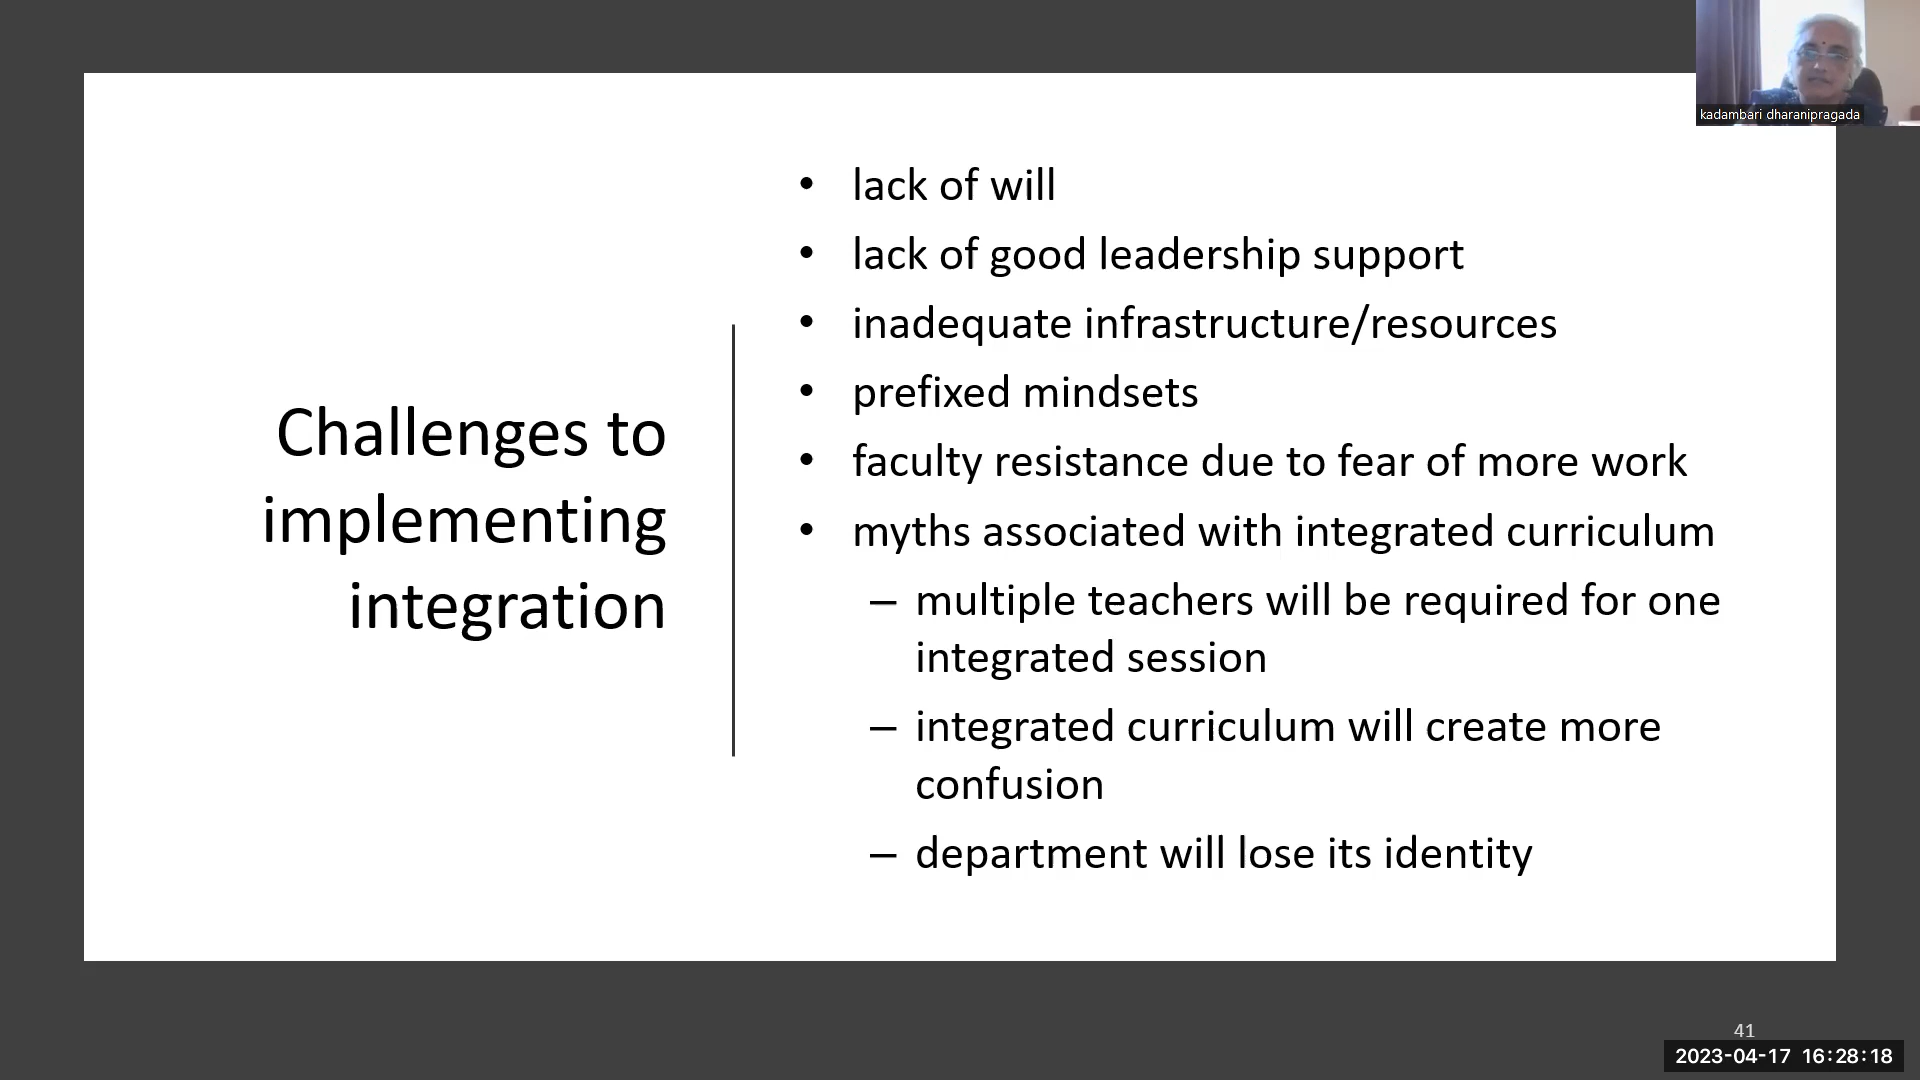 kadambari dharanipragada
Challenges to
implementing
integration
• lack of will
• lack of good leadership support
• inadequate infrastructure/resources
• prefixed mindsets
• faculty resistance due to fear of more work
• myths associated with integrated curriculum
– multiple teachers will be required for one
integrated session
– integrated curriculum will create more
confusion
– department will lose its identity
41
2023-04-17 16:28:18